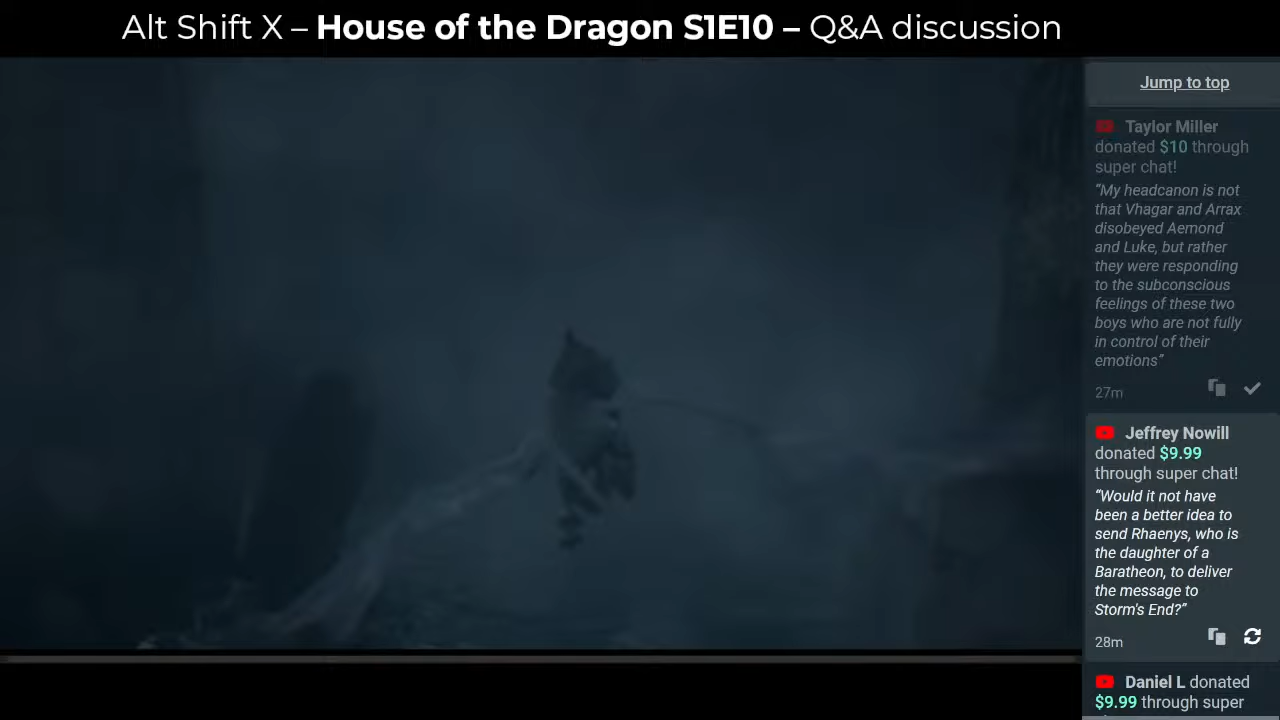 Alt Shift X – House of the Dragon S1E10 – Q&A discussion
Jump to top
Taylor Miller
donated $10 through
super chat!
“My headcanon is not
that Vhagar and Arrax
disobeyed Aemond
and Luke, but rather
they were responding
to the subconscious
feelings of these two
boys who are not fully
in control of their
emotions”
27m
Jeffrey Nowill
donated $9.99
through super chat!
“Would it not have
been a better idea to
send Rhaenys, who is
the daughter of a
Baratheon, to deliver
the message to
Storm's End?”
28m
Daniel L donated
$9.99 through super